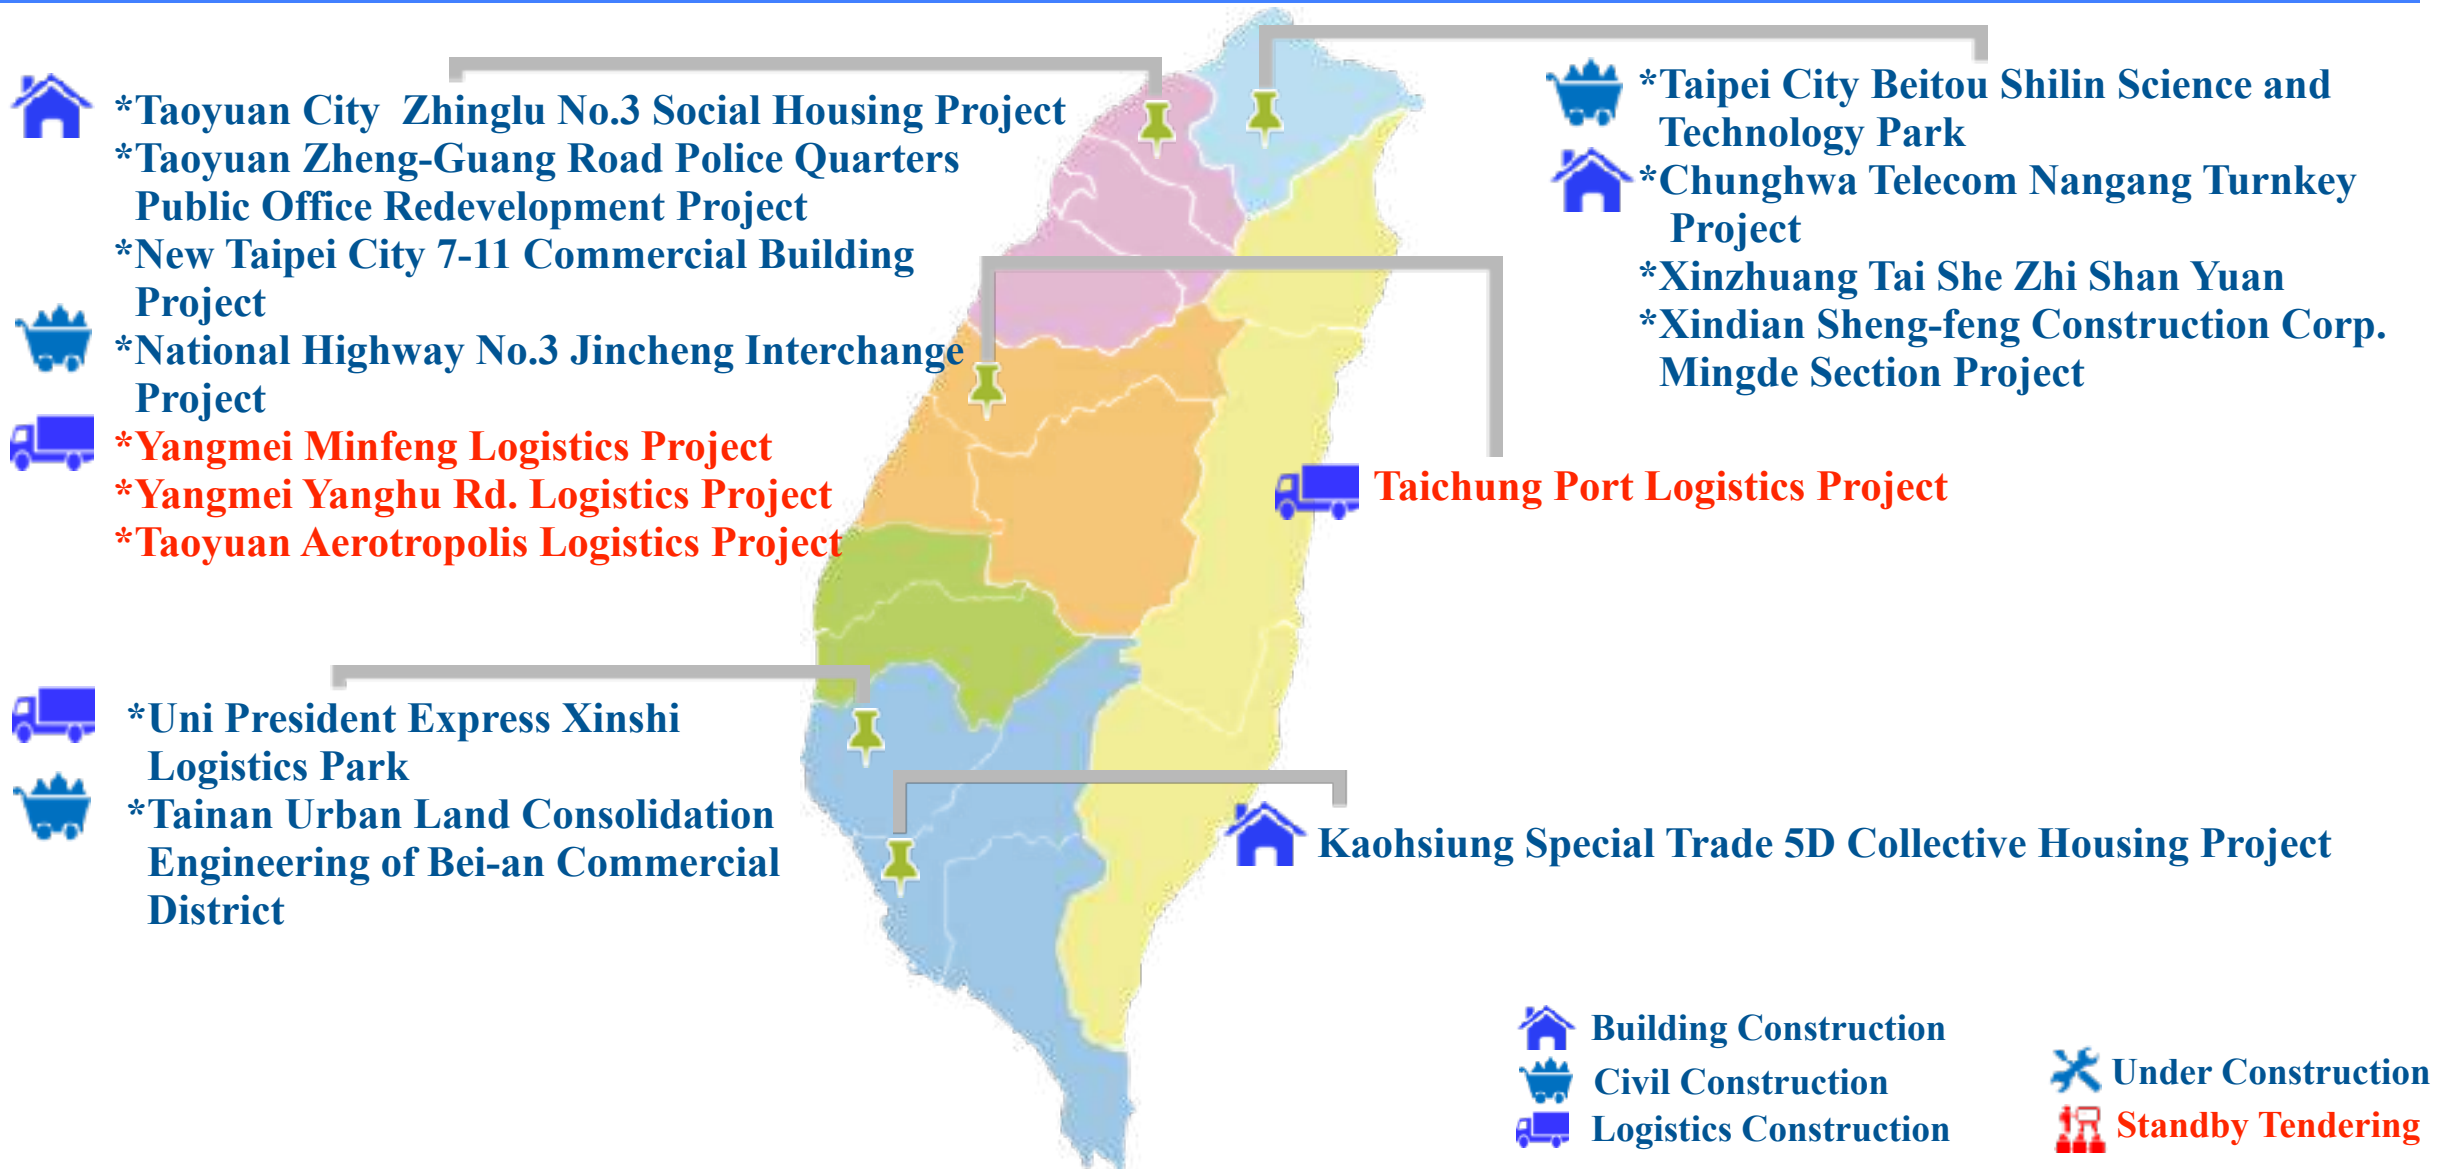 *Taoyuan City  Zhinglu No.3 Social Housing Project
*Taoyuan Zheng-Guang Road Police Quarters
Public Office Redevelopment Project
*New Taipei City 7-11 Commercial Building
Project
*National Highway No.3 Jincheng Interchange
Project
*Yangmei Minfeng Logistics Project
*Yangmei Yanghu Rd. Logistics Project
*Taoyuan Aerotropolis Logistics Project
*Taipei City Beitou Shilin Science and
Technology Park
*Chunghwa Telecom Nangang Turnkey
Project
*Xinzhuang Tai She Zhi Shan Yuan
*Xindian Sheng-feng Construction Corp.
Mingde Section Project
Taichung Port Logistics Project
*Uni President Express Xinshi
Logistics Park
*Tainan Urban Land Consolidation
Engineering of Bei-an Commercial
District
Kaohsiung Special Trade 5D Collective Housing Project
Building Construction
Civil Construction
Logistics Construction
Under Construction
Standby Tendering